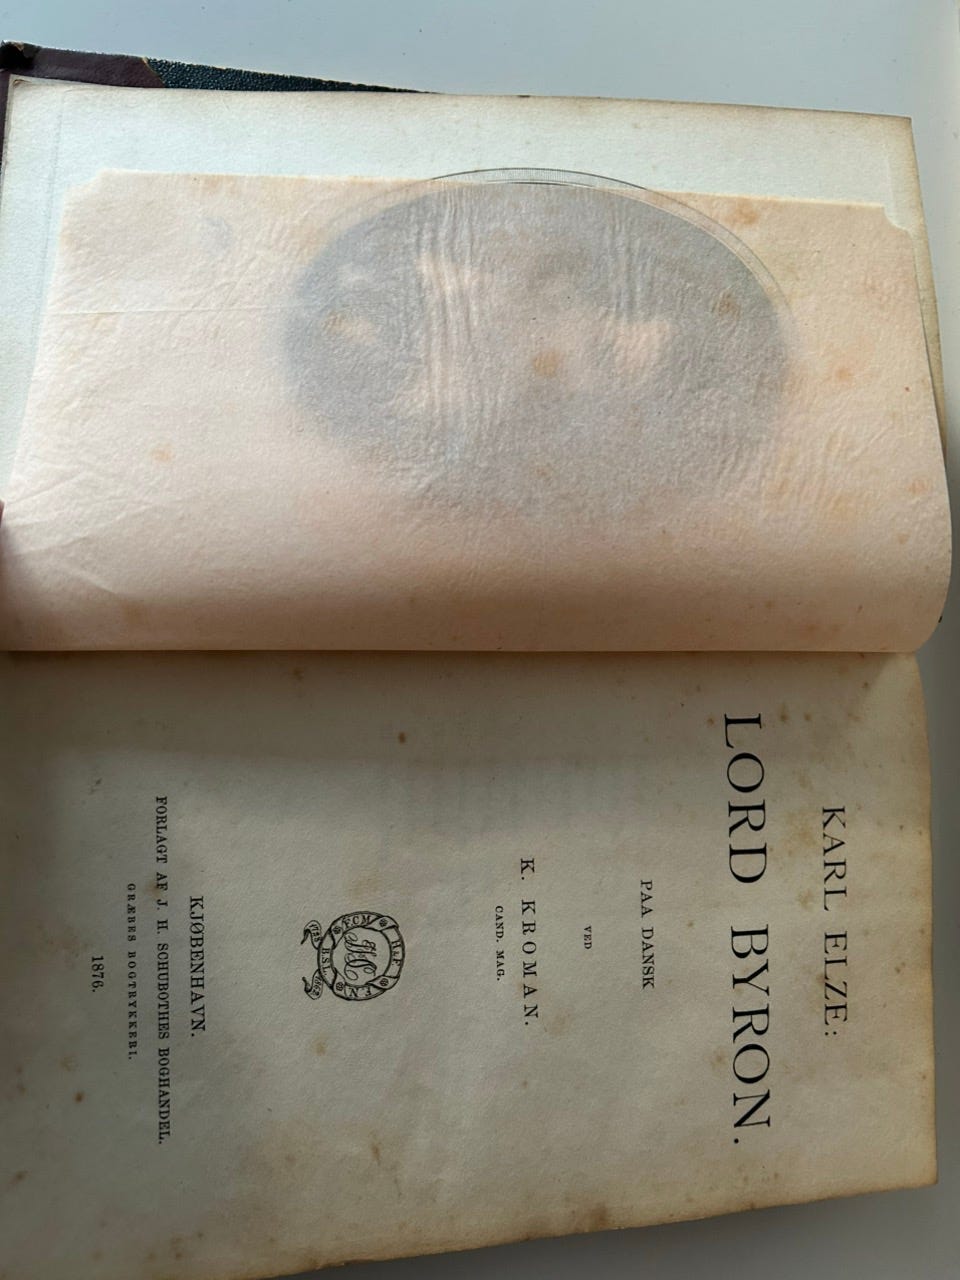 KARL ELZE:
LORD BYRON.
PAA DANSK
VED
K. KROMAN.
CAND. MAG.
KJØBENHAVN.
FORLAGT AF J. H. SCHUBOTHES BOGHANDEL.
GRÆBES BOGTRYKKERI.
1876.